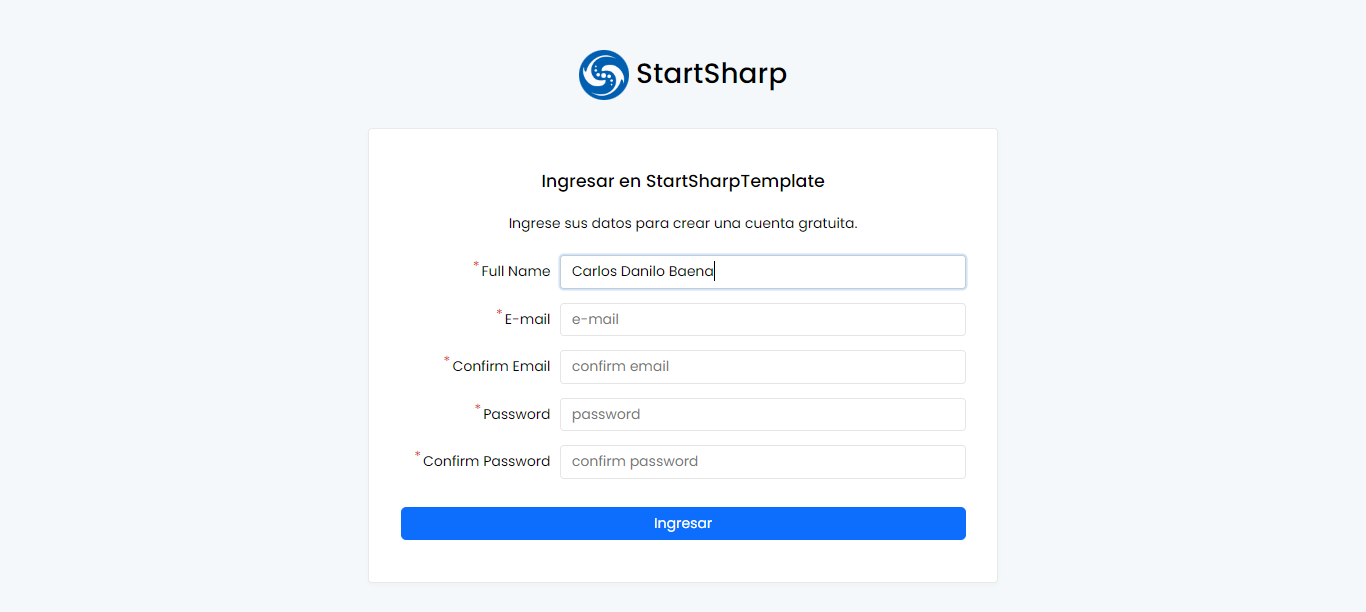 StartSharp
Ingresar en StartSharpTemplate
Ingrese sus datos para crear una cuenta gratuita.
* Full Name Carlos Danilo Baena
* E-mail e-mail
* Confirm Email confirm email
* Password password
* Confirm Password confirm password
Ingresar